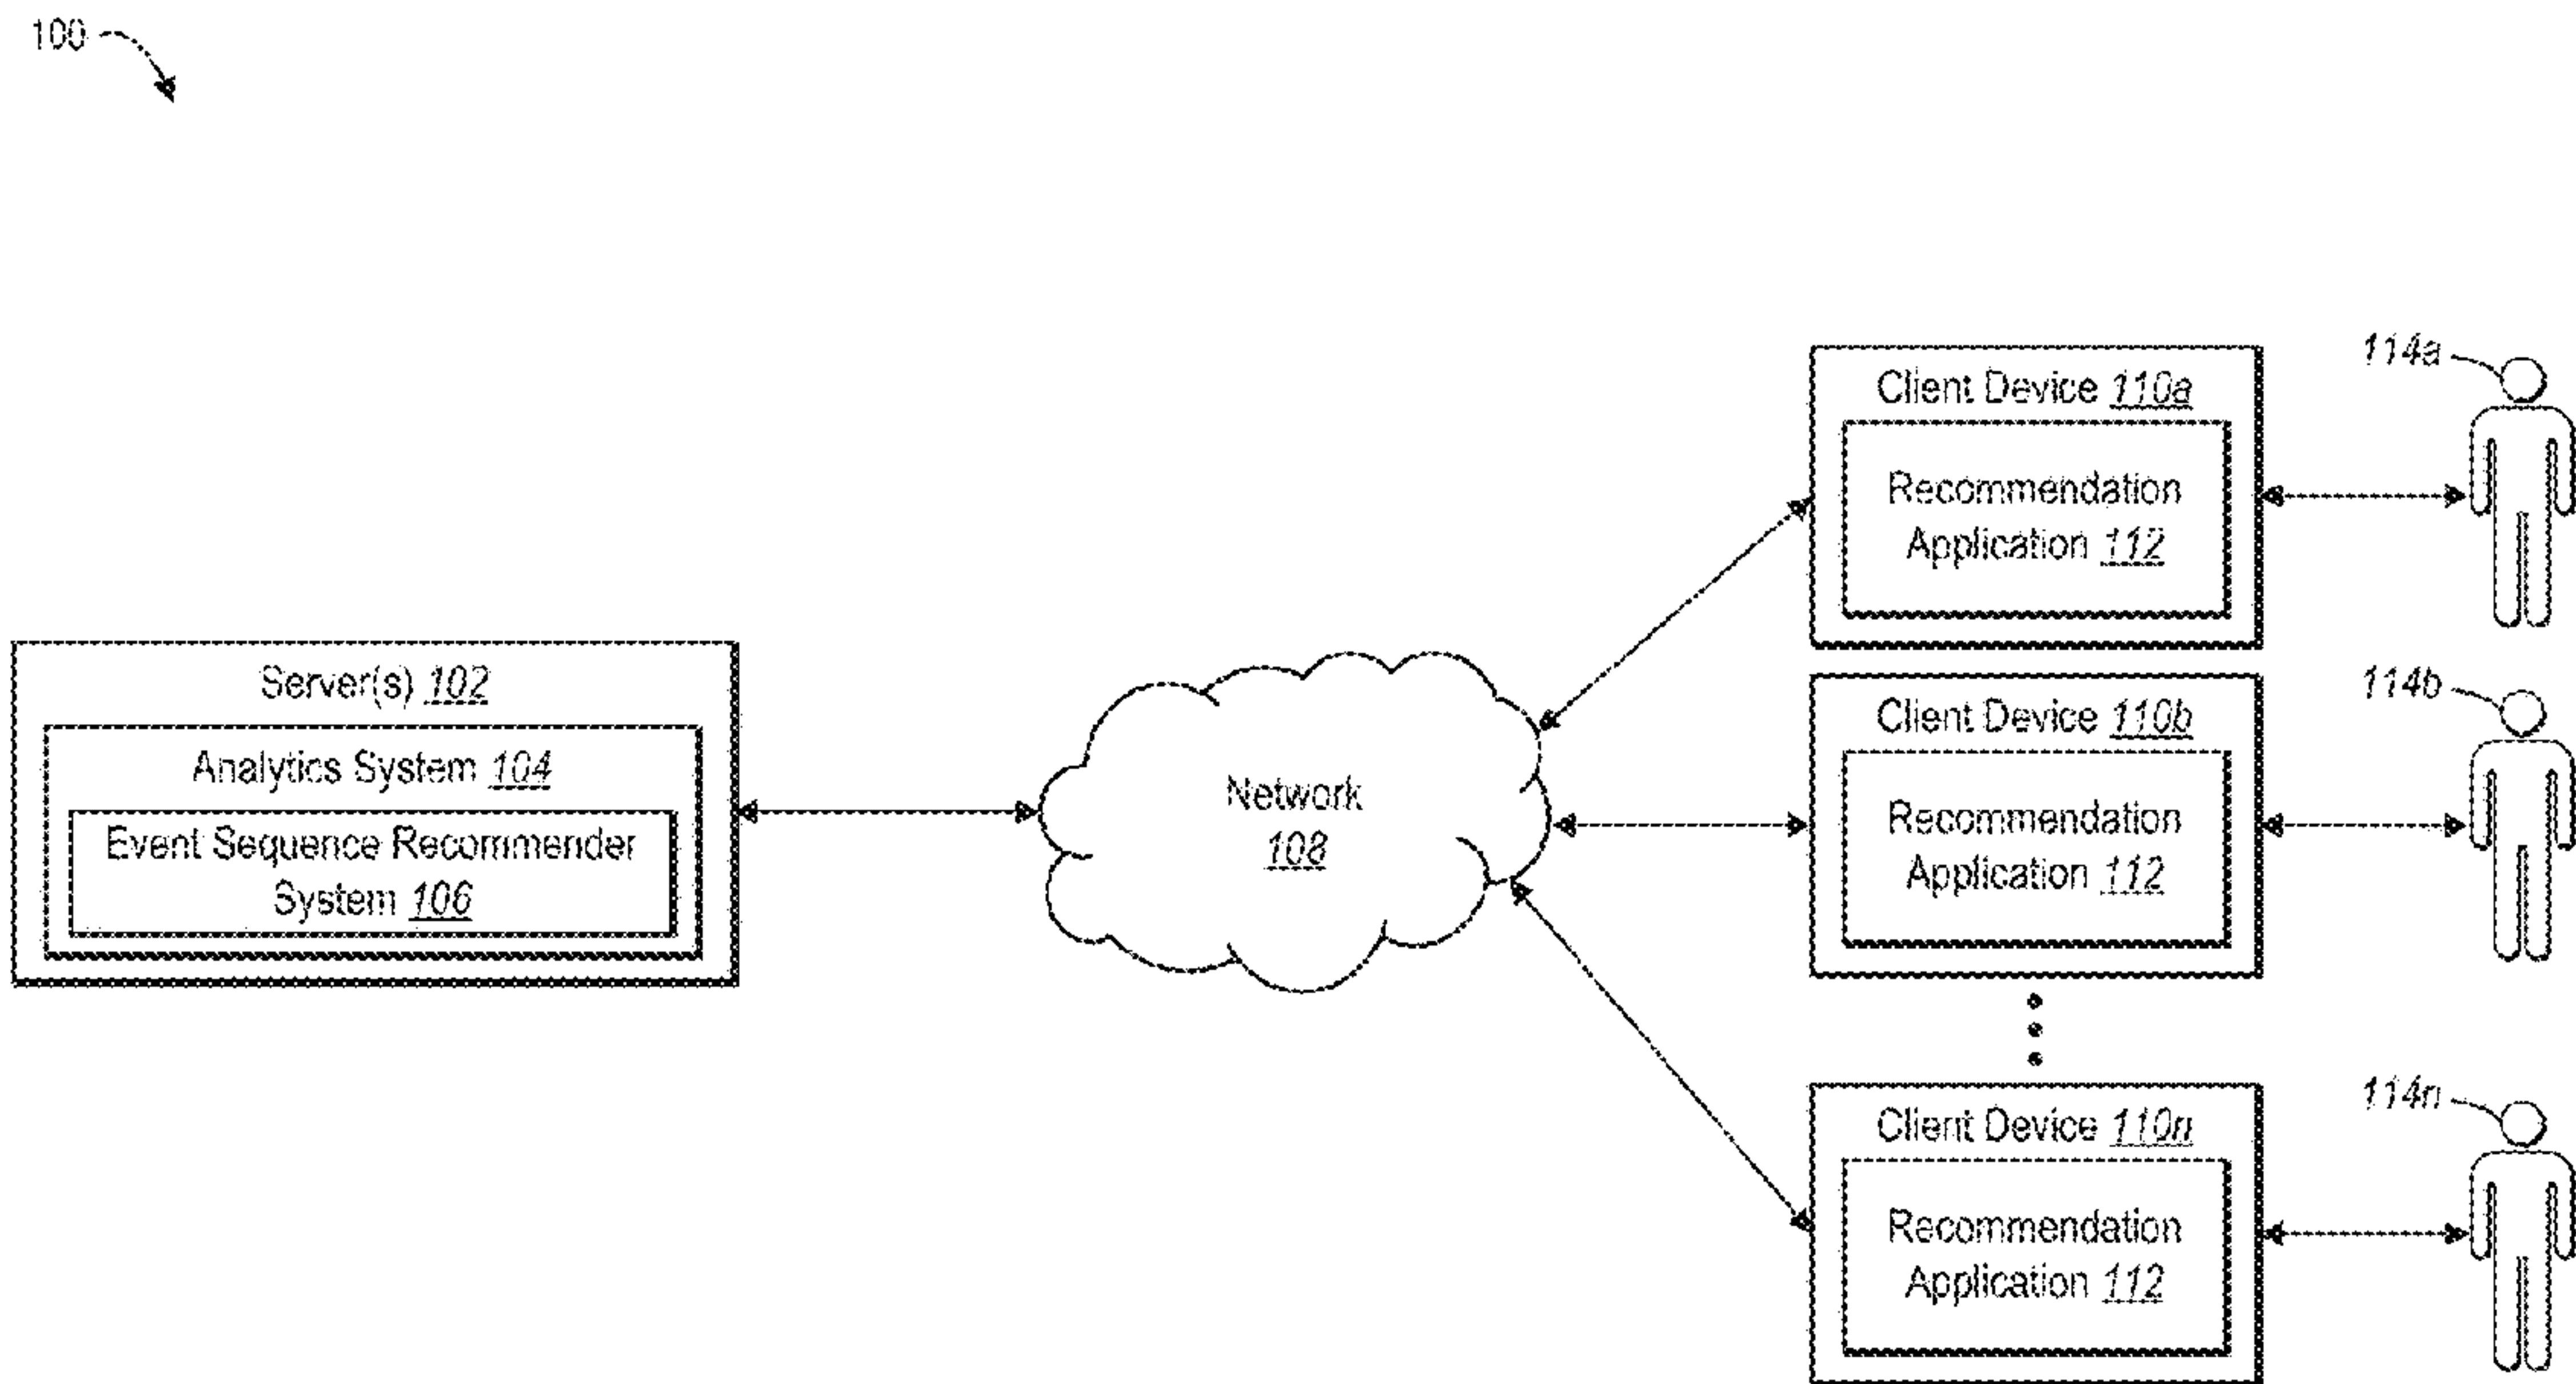 100
Server(s) 102
Analytics System 104
Event Sequence Recommender
System 106
Network
108
Client Device 110a
Recommendation
Application 112
114a
Client Device 110b
Recommendation
Application 112
114b
Client Device 110n
Recommendation
Application 112
114n